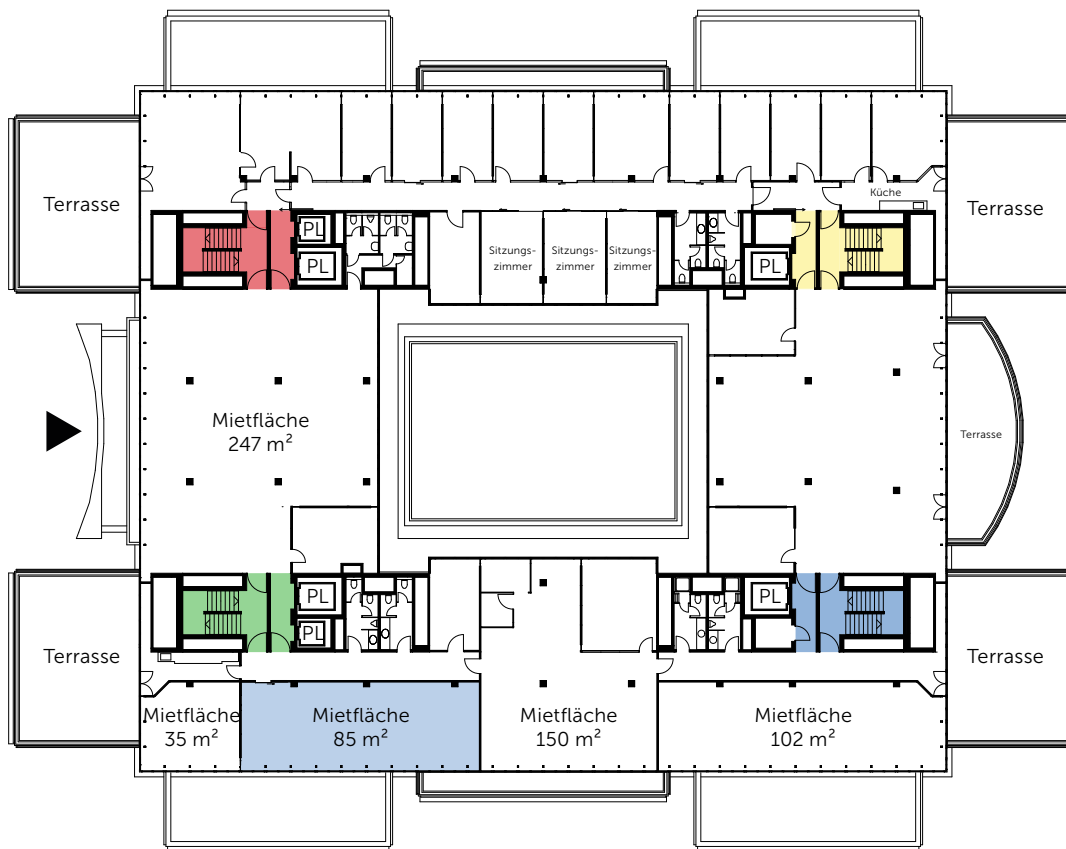 Küche
Terrasse
Terrasse
PL
Sitzungs-
zimmer
Sitzungs-
zimmer
Sitzungs-
zimmer
PL
PL
Mietfläche
247 m²
Terrasse
PL
PL
PL
Terrasse
Terrasse
Mietfläche
35 m²
Mietfläche
85 m²
Mietfläche
150 m²
Mietfläche
102 m²